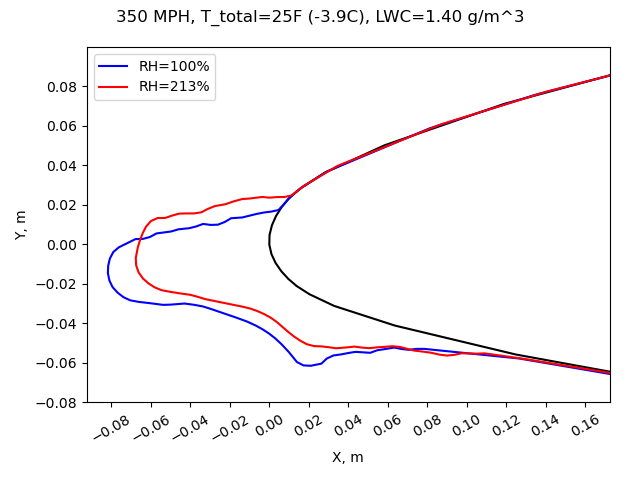 350 MPH, T_total=25F (-3.9C), LWC=1.40 g/m^3
RH=100%
RH=213%
0.08
0.06
0.04
0.02
0.00
−0.02
−0.04
−0.06
−0.08
Y, m
−0.08 −0.06 −0.04 −0.02 0.00 0.02 0.04 0.06 0.08 0.10 0.12 0.14 0.16
X, m